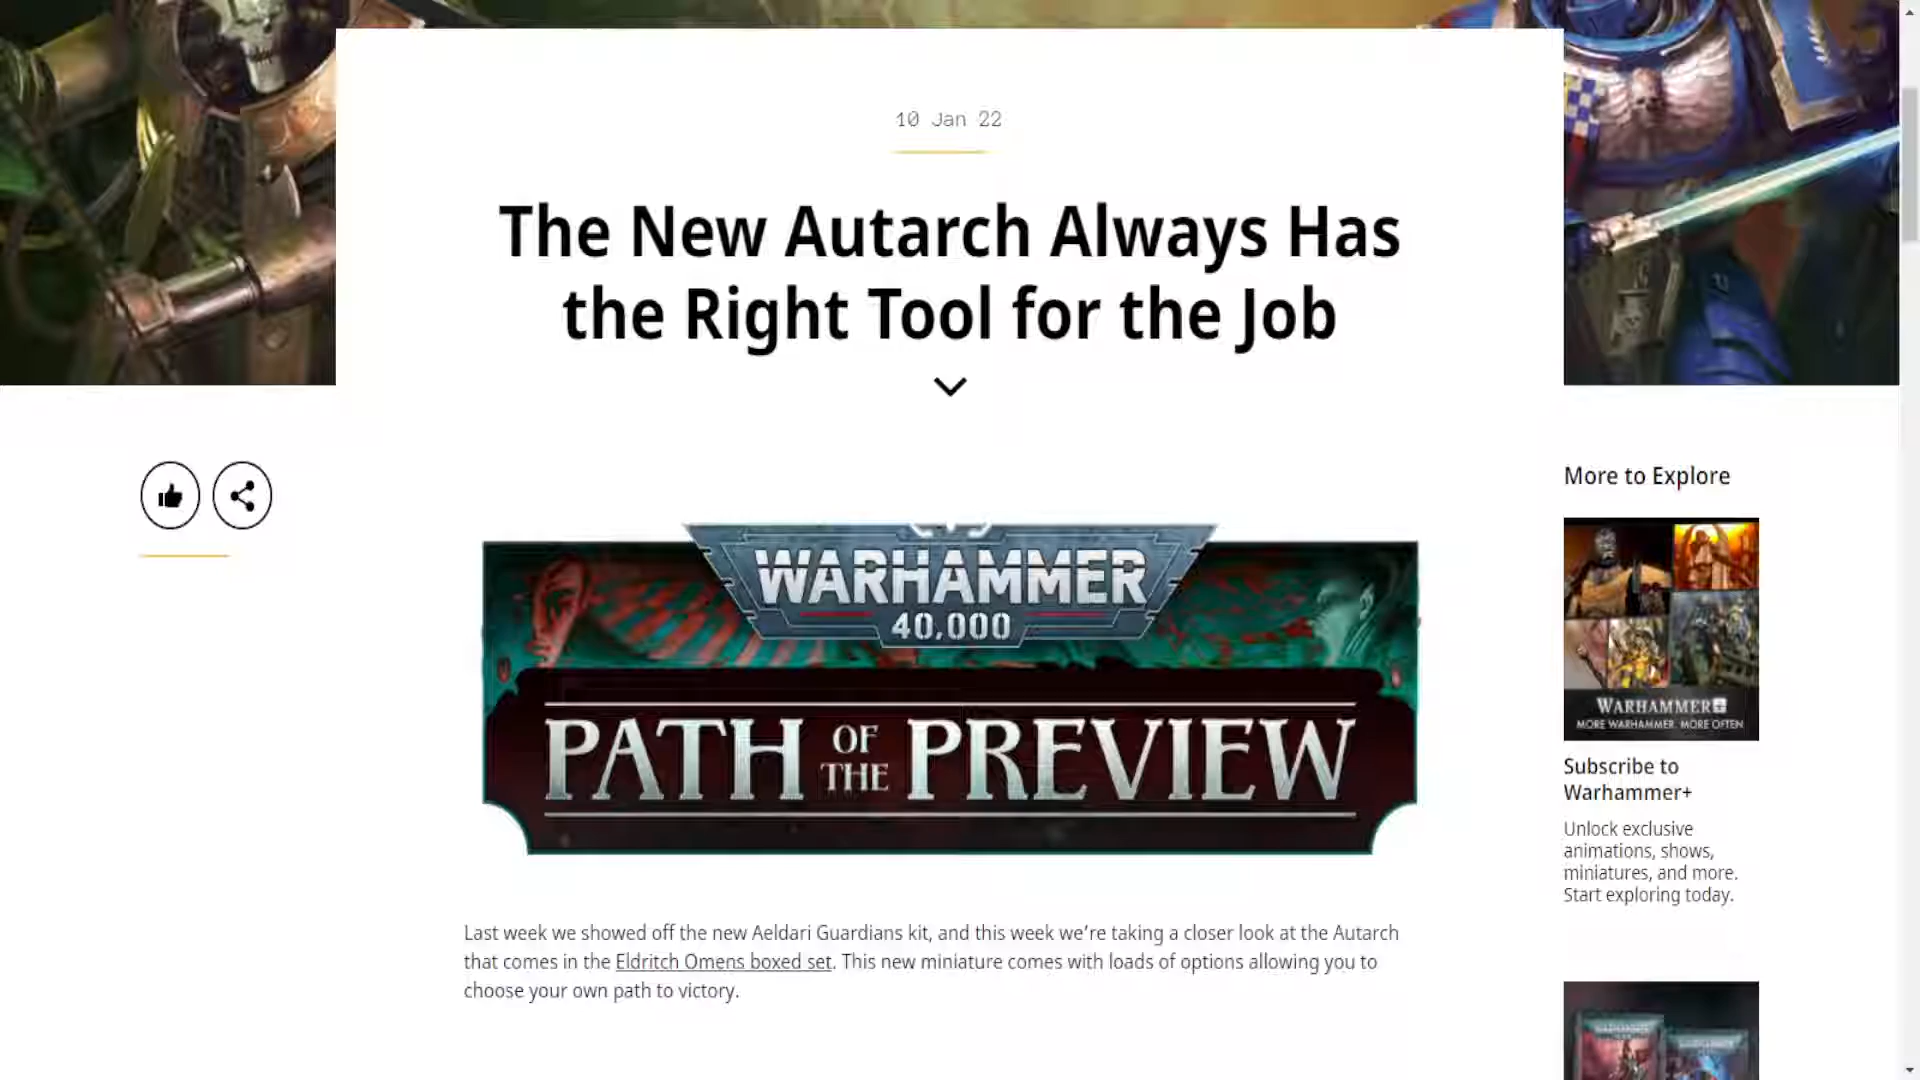 10 Jan 22
The New Autarch Always Has
the Right Tool for the Job
WARHAMMER
40,000
PATH OF THE PREVIEW
Last week we showed off the new Aeldari Guardians kit, and this week we’re taking a closer look at the Autarch
that comes in the Eldritch Omens boxed set. This new miniature comes with loads of options allowing you to
choose your own path to victory.
More to Explore
WARHAMMER+
MORE WARHAMMER. MORE OFTEN
Subscribe to
Warhammer+
Unlock exclusive
animations, shows,
miniatures, and more.
Start exploring today.
WARHAMMER
WARHAMMER